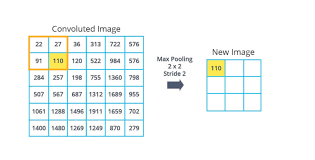 Convoluted Image
22 27 36 313 722 576
91 110 120 522 984 576
284 257 198 755 1360 798
507 567 687 1312 1689 955
1061 1288 1496 1911 1659 702
1400 1480 1269 1249 870 279
Max Pooling
2 x 2
Stride 2
New Image
110